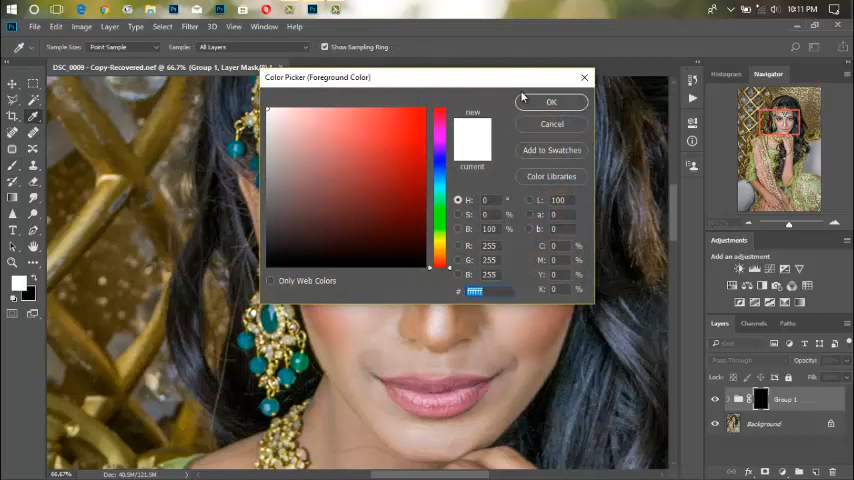 10:11 PM
File Edit Image Layer Type Select Filter 3D View Window Help
Sample Size: Point Sample Sample: All Layers Show Sampling Ring
DSC_0009 - Copy-Recovered.nef @ 66.7% (Group 1, Layer Mask/
Color Picker (Foreground Color)
new
current
OK
Cancel
Add to Swatches
Color Libraries
H: 0 ° L: 100
S: 0 % a: 0
B: 100 % b: 0
R: 255 C: 0 %
G: 255 M: 0 %
B: 255 Y: 0 %
# ffffff K: 0 %
Only Web Colors
Histogram Navigator
Adjustments
Add an adjustment
Layers Channels Paths
Kind
Pass Through Opacity:
Lock: Fill:
Group 1
Background
66.67% Doc: 40.5M/121.5M